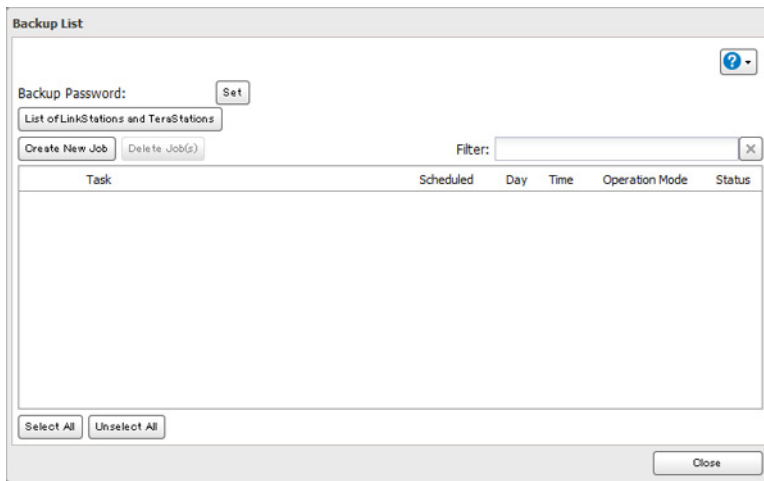 Backup List
?
Backup Password: Set
List of LinkStations and TeraStations
Create New Job Delete Job(s) Filter:
Task Scheduled Day Time Operation Mode Status
Select All Unselect All
Close